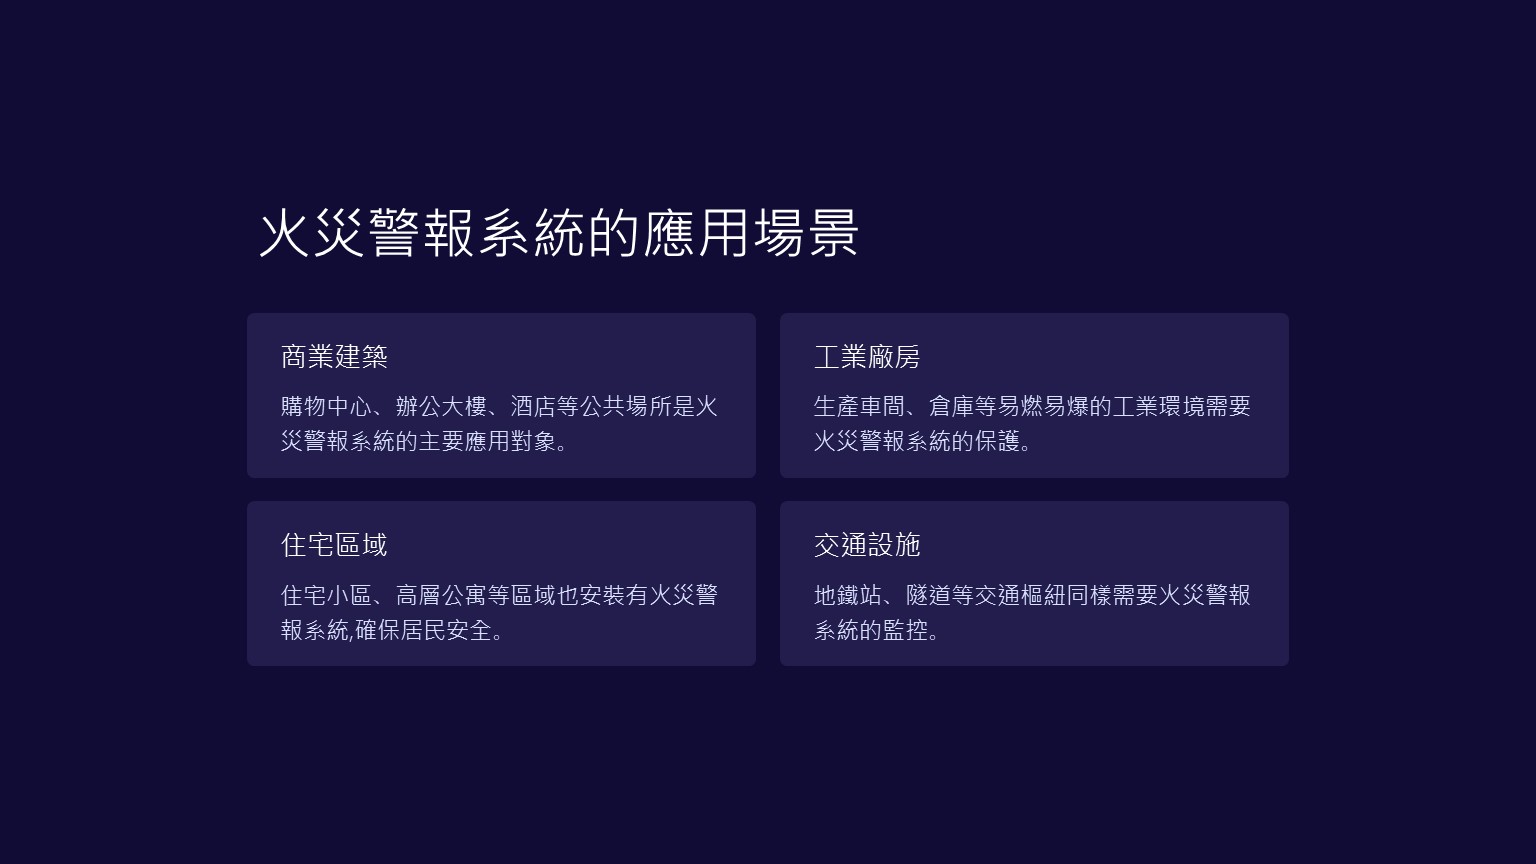 火災警報系統的應用場景
商業建築
購物中心、辦公大樓、酒店等公共場所是火
災警報系統的主要應用對象。
工業廠房
生產車間、倉庫等易燃易爆的工業環境需要
火災警報系統的保護。
住宅區域
住宅小區、高層公寓等區域也安裝有火災警
報系統,確保居民安全。
交通設施
地鐵站、隧道等交通樞紐同樣需要火災警報
系統的監控。